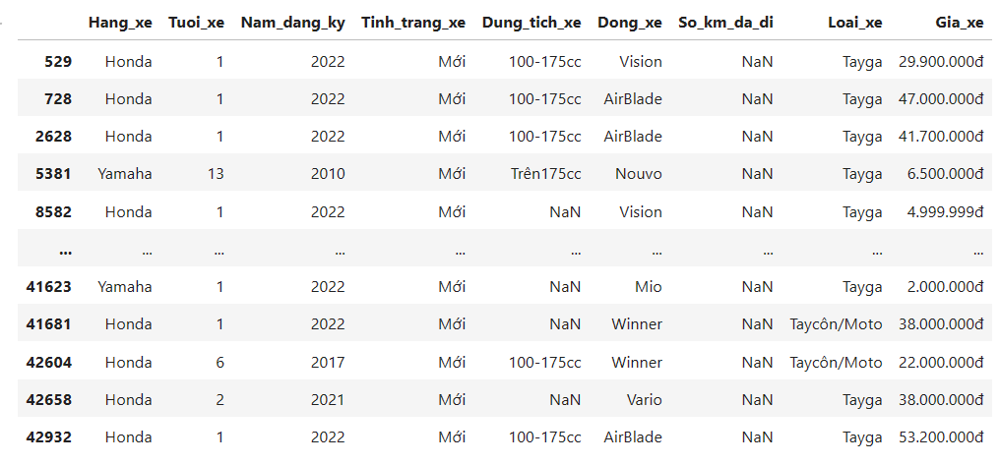 Hang_xe Tuoi_xe Nam_dang_ky Tinh_trang_xe Dung_tich_xe Dong_xe So_km_da_di Loai_xe Gia_xe
529 Honda 1 2022 Mới 100-175cc Vision NaN Tayga 29.900.000đ
728 Honda 1 2022 Mới 100-175cc AirBlade NaN Tayga 47.000.000đ
2628 Honda 1 2022 Mới 100-175cc AirBlade NaN Tayga 41.700.000đ
5381 Yamaha 13 2010 Mới Trên175cc Nouvo NaN Tayga 6.500.000đ
8582 Honda 1 2022 Mới NaN Vision NaN Tayga 4.999.999đ
... ... ... ... ... ... ... ... ... ...
41623 Yamaha 1 2022 Mới NaN Mio NaN Tayga 2.000.000đ
41681 Honda 1 2022 Mới NaN Winner NaN Taycôn/Moto 38.000.000đ
42604 Honda 6 2017 Mới 100-175cc Winner NaN Taycôn/Moto 22.000.000đ
42658 Honda 2 2021 Mới NaN Vario NaN Tayga 38.000.000đ
42932 Honda 1 2022 Mới 100-175cc AirBlade NaN Tayga 53.200.000đ